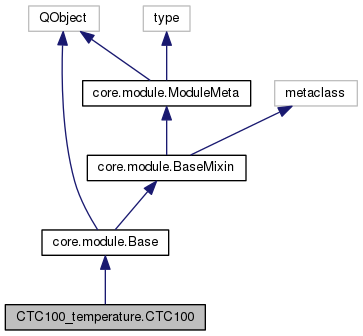 QObject
type
core.module.ModuleMeta
metaclass
core.module.BaseMixin
core.module.Base
CTC100_temperature.CTC100